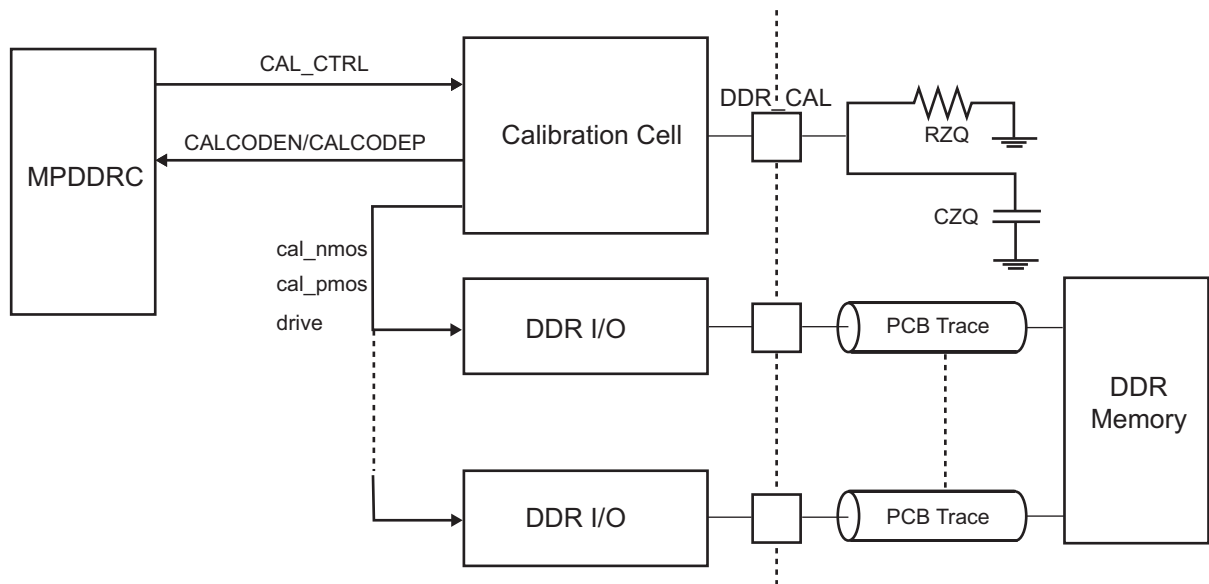 MPDDRC
CAL_CTRL
CALCODEN/CALCODEP
Calibration Cell
DDR_CAL
RZQ
CZQ
cal_nmos
cal_pmos
drive
DDR I/O
PCB Trace
DDR
Memory
DDR I/O
PCB Trace